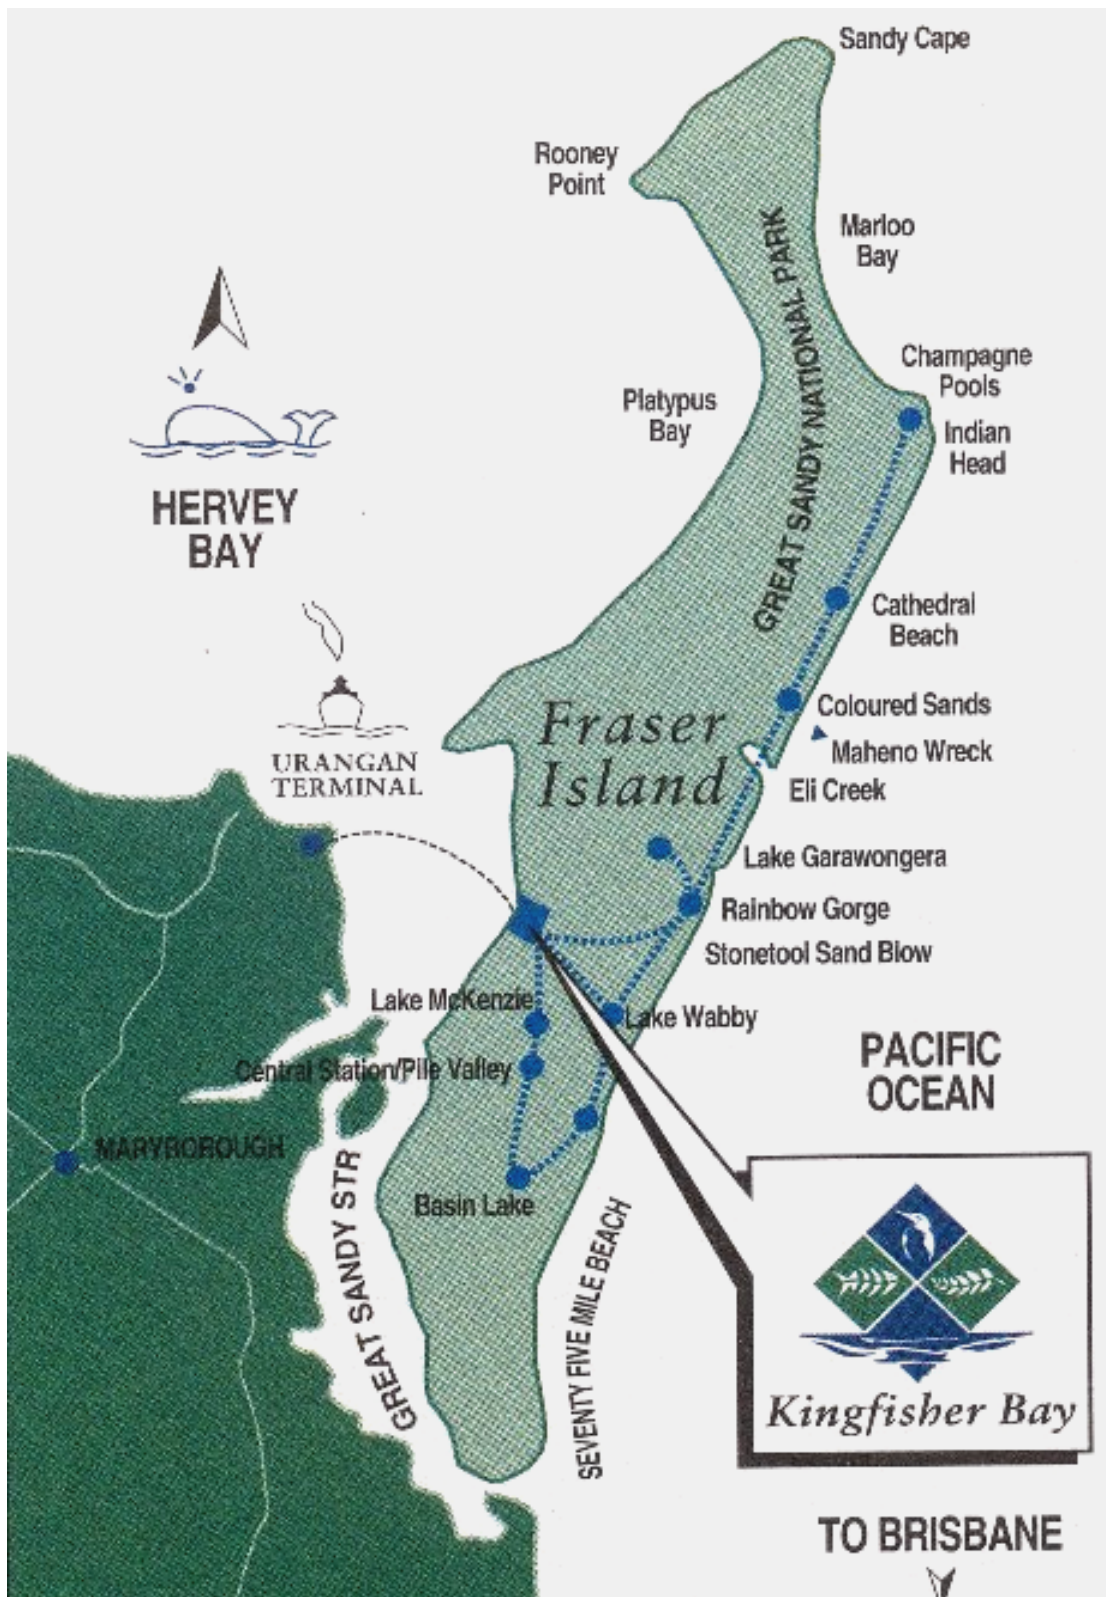 Sandy Cape
Rooney
Point
Marloo
Bay
GREAT SANDY NATIONAL PARK
Champagne
Pools
Platypus
Bay
Indian
Head
HERVEY
BAY
Cathedral
Beach
Fraser
Island
Coloured Sands
Maheno Wreck
URANGAN
TERMINAL
Eli Creek
Lake Garawongera
Rainbow Gorge
Stonetool Sand Blow
Lake McKenzie
Lake Wabby
Central Station/Pile Valley
PACIFIC
OCEAN
MARYBOROUGH
GREAT SANDY STR
Basin Lake
SEVENTY FIVE MILE BEACH
Kingfisher Bay
TO BRISBANE